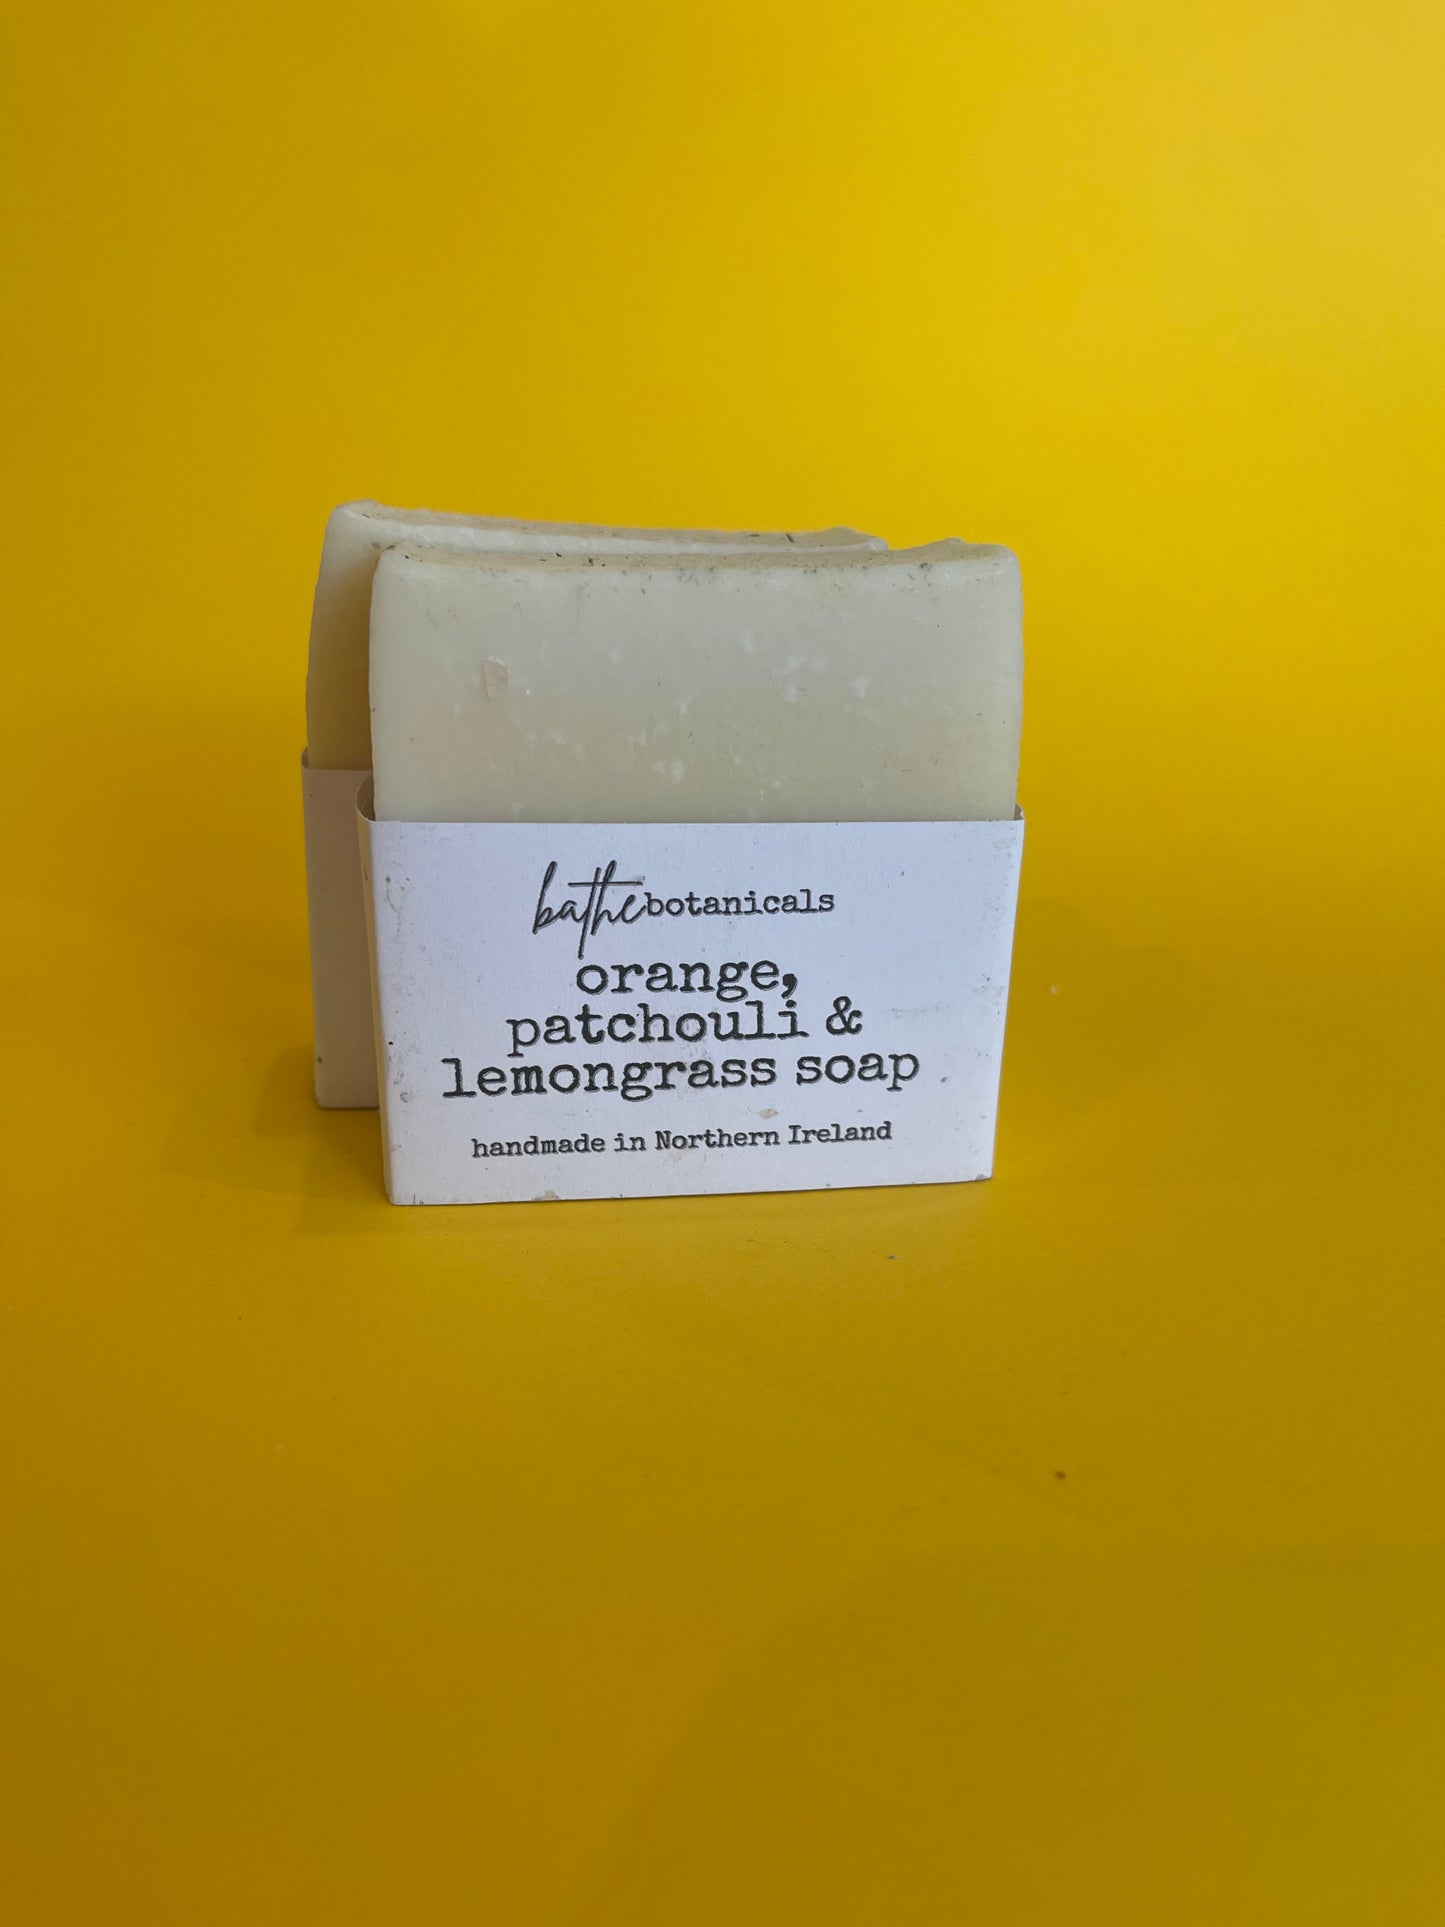 bathebotanicals
orange,
patchouli &
lemongrass soap
handmade in Northern Ireland